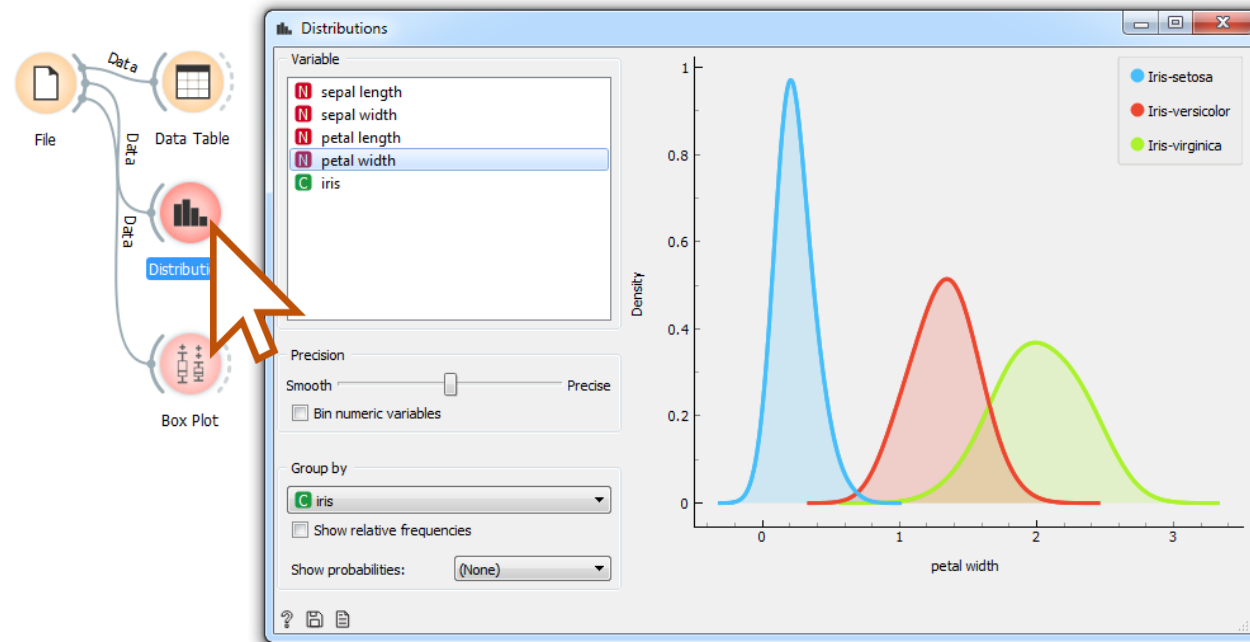 Distributions
Data
File
Data Table
Data
Data
Distributi
Box Plot
Variable
N sepal length
N sepal width
N petal length
N petal width
C iris
Precision
Smooth
Precise
Bin numeric variables
Group by
C iris
Show relative frequencies
Show probabilities:
(None)
?
Density
1
0.8
0.6
0.4
0.2
0
0
1
2
3
petal width
Iris-setosa
Iris-versicolor
Iris-virginica